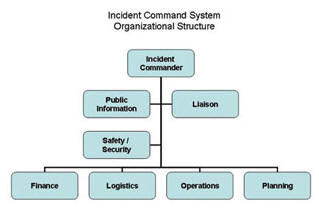 Incident Command System
Organizational Structure
Incident
Commander
Public
Information
Liaison
Safety /
Security
Finance
Logistics
Operations
Planning